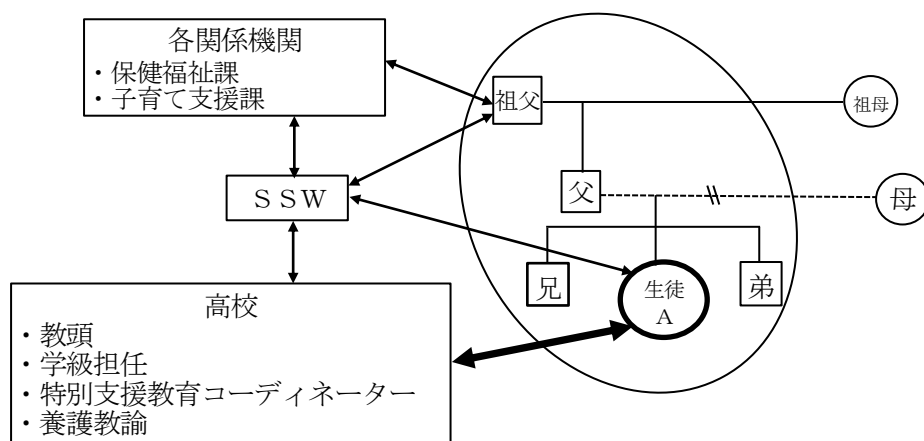 各関係機関
・保健福祉課
・子育て支援課
祖父
祖母
ＳＳＷ
父
母
兄
生徒
Ａ
弟
高校
・教頭
・学級担任
・特別支援教育コーディネーター
・養護教諭